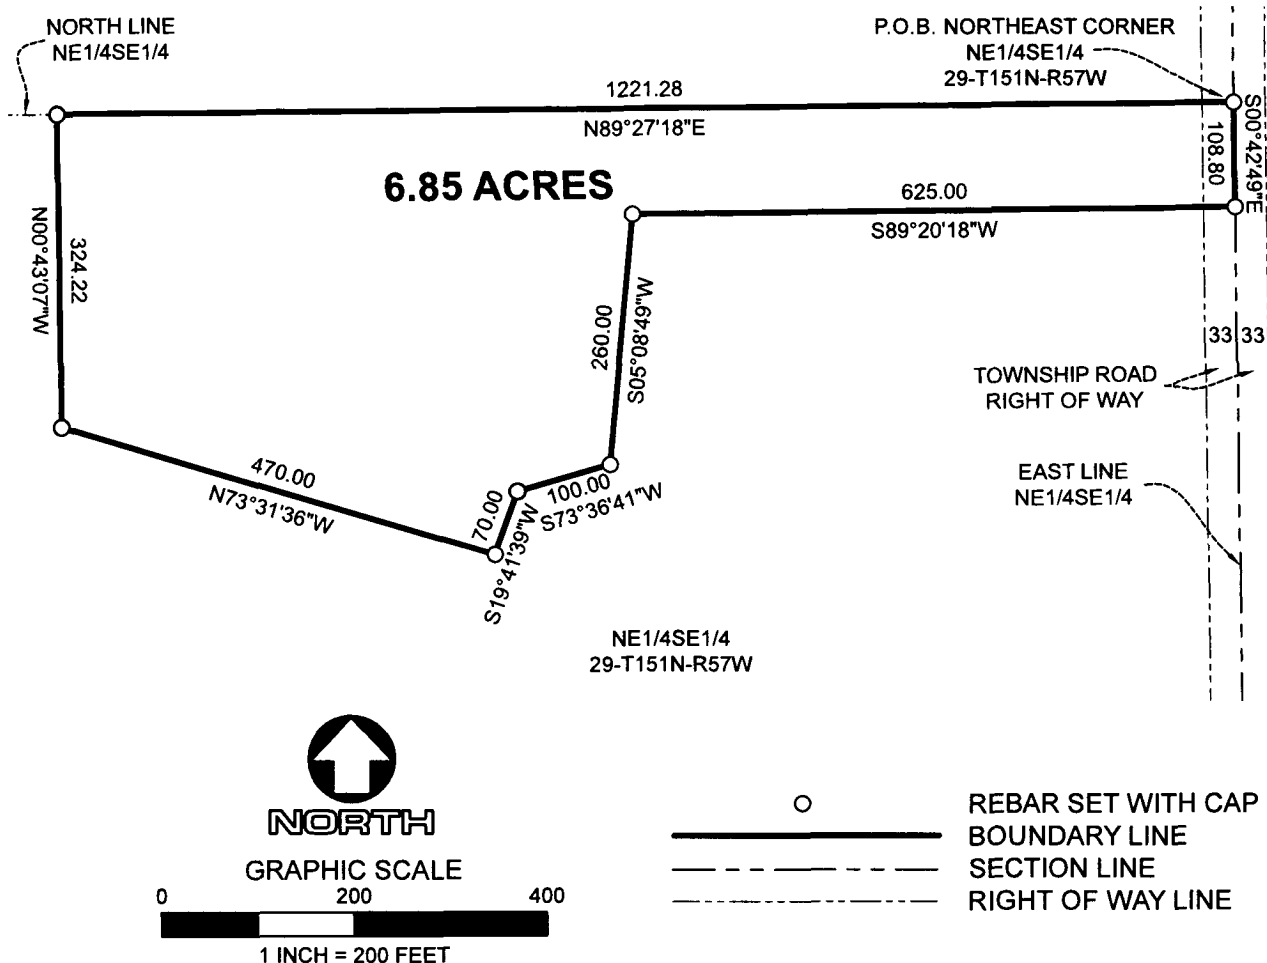 NORTH LINE
NE1/4SE1/4
P.O.B. NORTHEAST CORNER
NE1/4SE1/4
29-T151N-R57W
1221.28
N89°27'18"E
S00°42'49"E
108.80
6.85 ACRES
625.00
S89°20'18"W
N00°43'07"W
324.22
260.00
S05°08'49"W
33 33
TOWNSHIP ROAD
RIGHT OF WAY
470.00
N73°31'36"W
70.00
S19°41'39"W
100.00
S73°36'41"W
EAST LINE
NE1/4SE1/4
NE1/4SE1/4
29-T151N-R57W
NORTH
GRAPHIC SCALE
0 200 400
1 INCH = 200 FEET
REBAR SET WITH CAP
BOUNDARY LINE
SECTION LINE
RIGHT OF WAY LINE